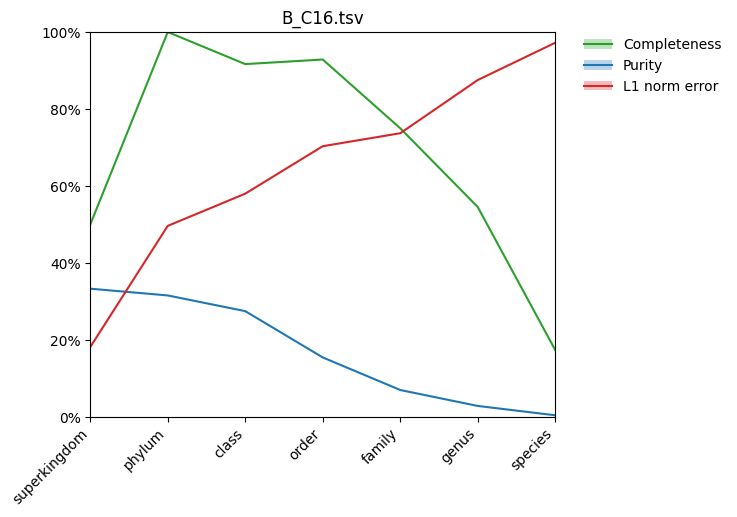 B_C16.tsv
100%
80%
60%
40%
20%
0%
superkingdom
phylum
class
order
family
genus
species
Completeness
Purity
L1 norm error